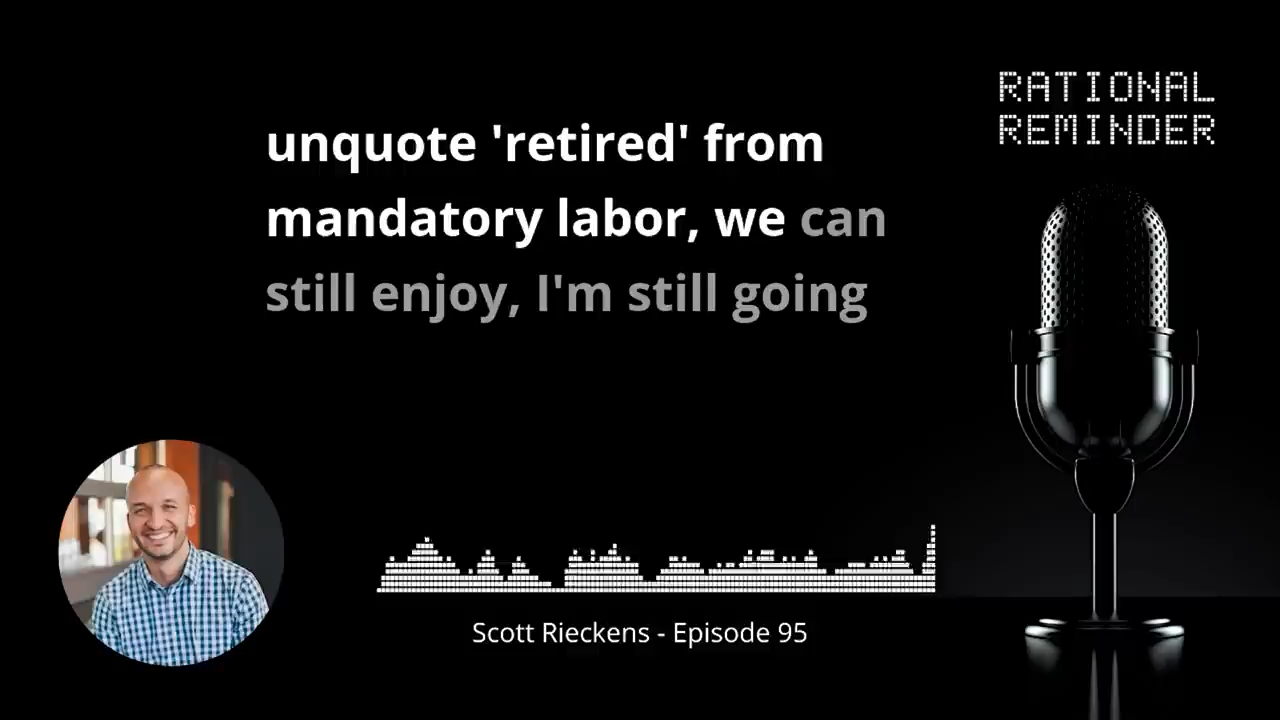 RATIONAL
REMINDER
unquote 'retired' from
mandatory labor, we can
still enjoy, I'm still going
Scott Rieckens - Episode 95